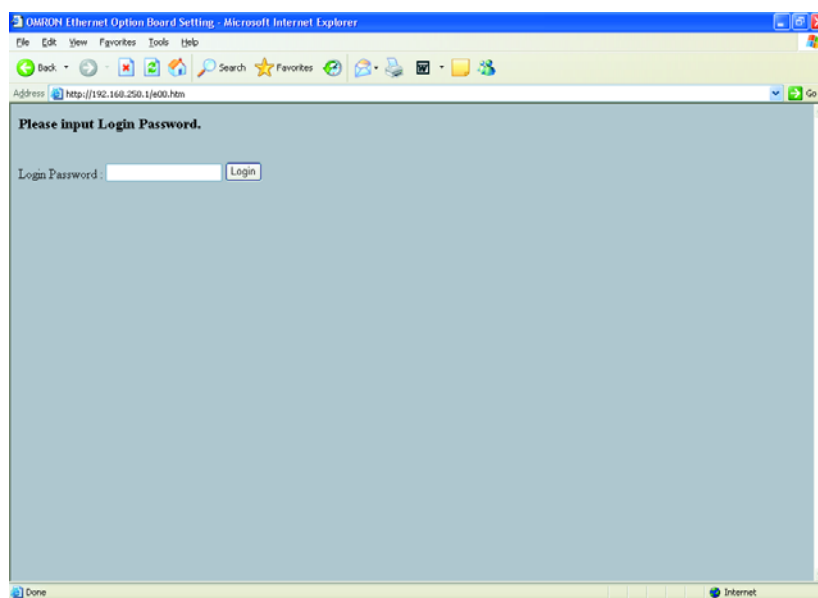 OMRON Ethernet Option Board Setting - Microsoft Internet Explorer
File Edit View Favorites Tools Help
Back Search Favorites W
Address http://192.168.250.1/e00.htm Go
Please input Login Password.
Login Password : Login
Done Internet